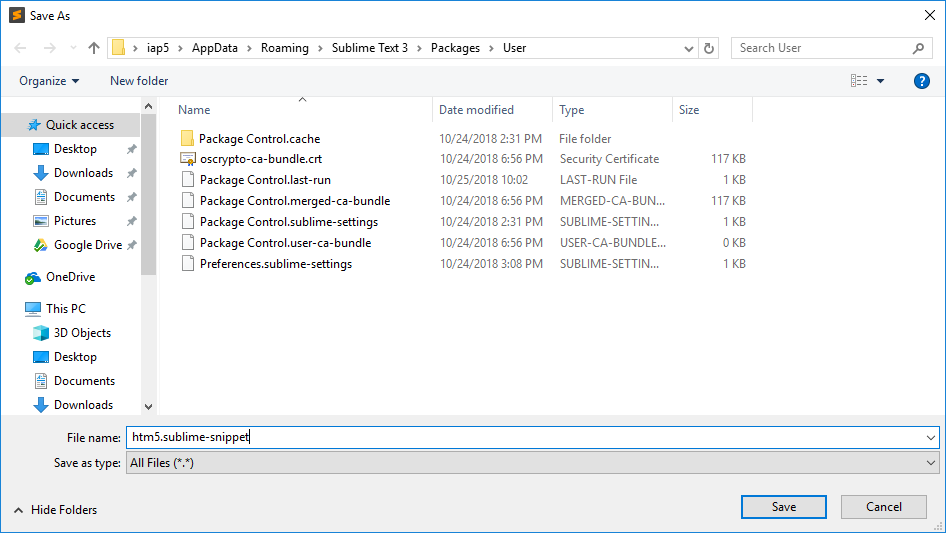 Save As
iap5 AppData Roaming Sublime Text 3 Packages User
Search User
Organize New folder
?
Name Date modified Type Size
Quick access
Desktop
Downloads
Documents
Pictures
Google Drive
OneDrive
This PC
3D Objects
Desktop
Documents
Downloads
Package Control.cache 10/24/2018 2:31 PM File folder
oscrypto-ca-bundle.crt 10/24/2018 6:56 PM Security Certificate 117 KB
Package Control.last-run 10/25/2018 10:02 LAST-RUN File 1 KB
Package Control.merged-ca-bundle 10/24/2018 6:56 PM MERGED-CA-BUN... 117 KB
Package Control.sublime-settings 10/24/2018 2:31 PM SUBLIME-SETTIN... 1 KB
Package Control.user-ca-bundle 10/24/2018 6:56 PM USER-CA-BUNDLE... 0 KB
Preferences.sublime-settings 10/24/2018 3:08 PM SUBLIME-SETTIN... 1 KB
File name: htm5.sublime-snippet
Save as type: All Files (*.*)
Hide Folders
Save Cancel